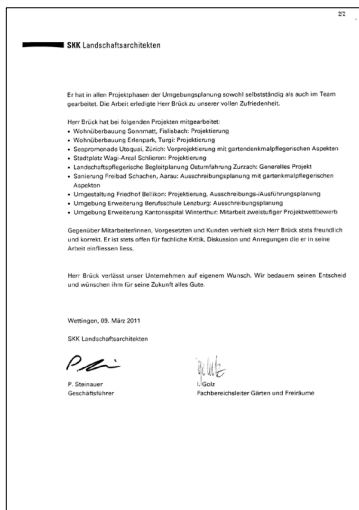 2/2
SKK Landschaftsarchitekten
Er hat in allen Projektphasen der Umgebungsplanung sowohl selbstständig als auch im Team
gearbeitet. Die Arbeit erledigte Herr Brück zu unserer vollen Zufriedenheit.
Herr Brück hat bei folgenden Projekten mitgearbeitet:
• Wohnüberbauung Sonnmatt, Fislisbach: Projektierung
• Wohnüberbauung Erlenpark, Turgi: Projektierung
• Seepromenade Utoquai, Zürich: Vorprojektierung mit gartendenkmalpflegerischen Aspekten
• Stadtplatz Wagi-Areal Schlieren: Projektierung
• Landschaftspflegerische Begleitplanung Ostumfahrung Zurzach: Generelles Projekt
• Sanierung Freibad Schachen, Aarau: Ausschreibungsplanung mit gartenkmalpflegerischen
Aspekten
• Umgestaltung Friedhof Bellikon: Projektierung, Ausschreibungs-/Ausführungsplanung
• Umgebung Erweiterung Berufsschule Lenzburg: Ausschreibungsplanung
• Umgebung Erweiterung Kantonsspital Winterthur: Mitarbeit zweistufiger Projektwettbewerb
Gegenüber Mitarbeiter/innen, Vorgesetzten und Kunden verhielt sich Herr Brück stets freundlich
und korrekt. Er ist stets offen für fachliche Kritik, Diskussion und Anregungen die er in seine
Arbeit einfliessen liess.
Herr Brück verlässt unser Unternehmen auf eigenem Wunsch. Wir bedauern seinen Entscheid
und wünschen ihm für seine Zukunft alles Gute.
Wettingen, 09. März 2011
SKK Landschaftsarchitekten
P. Steinauer
I. Golz
Geschäftsführer
Fachbereichsleiter Gärten und Freiräume